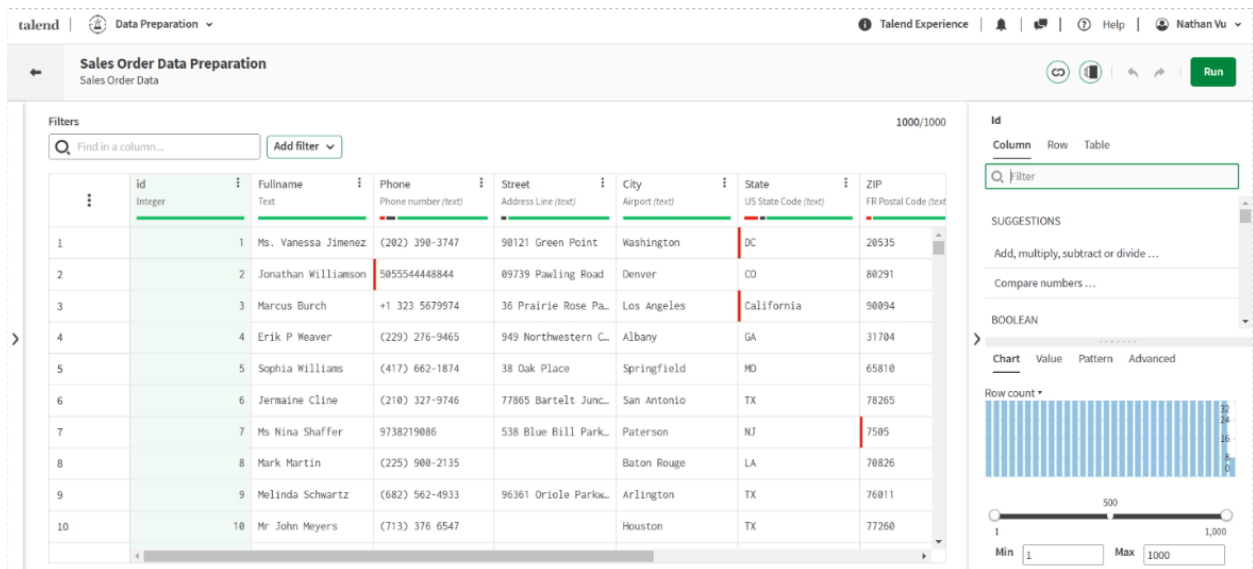 talend | Data Preparation
Talend Experience | Help | Nathan Vu
Sales Order Data Preparation
Sales Order Data
Run
Filters
1000/1000
Find in a column...
Add filter
id Fullname Phone Street City State ZIP
Integer Text Phone number (text) Address Line (text) Airport (text) US State Code (text) FR Postal Code (text
1 1 Ms. Vanessa Jimenez (202) 390-3747 90121 Green Point Washington DC 20535
2 2 Jonathan Williamson 5055544448844 09739 Pawling Road Denver CO 80291
3 3 Marcus Burch +1 323 5679974 36 Prairie Rose Pa… Los Angeles California 90094
4 4 Erik P Weaver (229) 276-9465 949 Northwestern C… Albany GA 31704
5 5 Sophia Williams (417) 662-1874 38 Oak Place Springfield MO 65810
6 6 Jermaine Cline (210) 327-9746 77865 Bartelt Junc… San Antonio TX 78265
7 7 Ms Nina Shaffer 9738219086 538 Blue Bill Park… Paterson NJ 7505
8 8 Mark Martin (225) 900-2135 Baton Rouge LA 70826
9 9 Melinda Schwartz (682) 562-4933 96361 Oriole Parkw… Arlington TX 76011
10 10 Mr John Meyers (713) 376 6547 Houston TX 77260
Id
Column Row Table
Filter
SUGGESTIONS
Add, multiply, subtract or divide ...
Compare numbers ...
BOOLEAN
Chart Value Pattern Advanced
Row count
32
24
16
8
0
500
1 1,000
Min 1 Max 1000